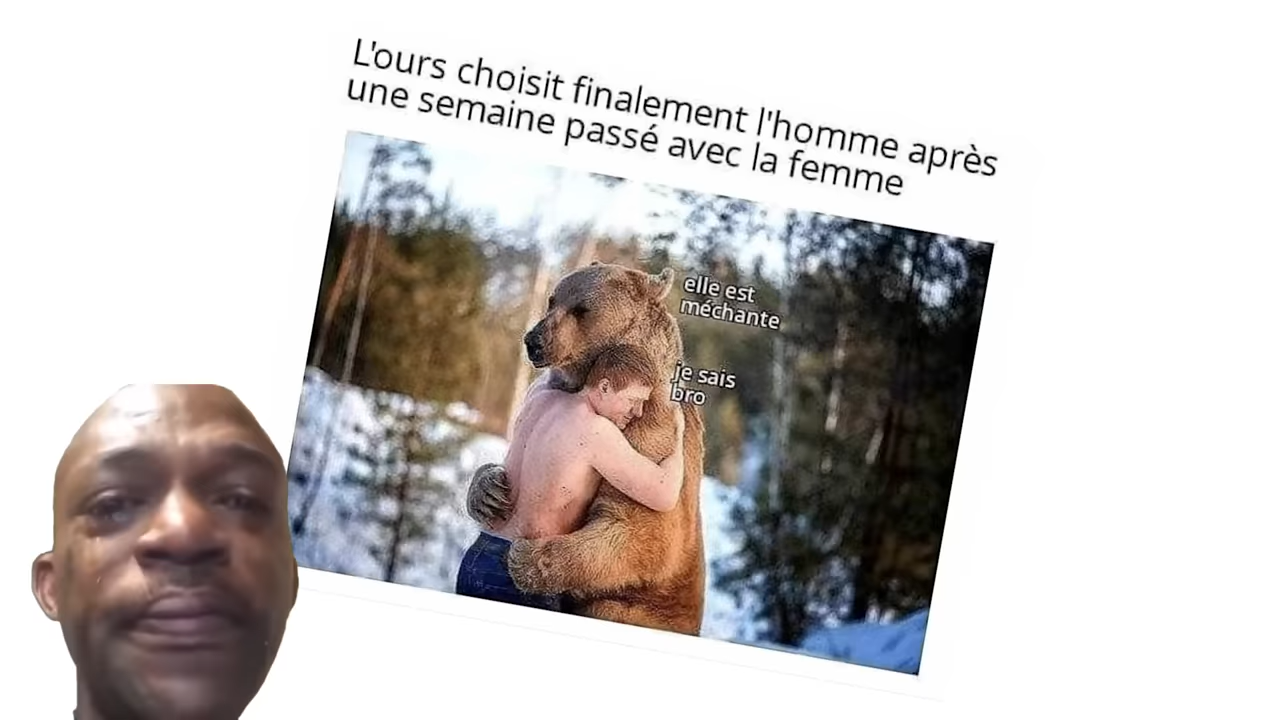 L'ours choisit finalement l'homme après
une semaine passé avec la femme
elle est
méchante
je sais
bro